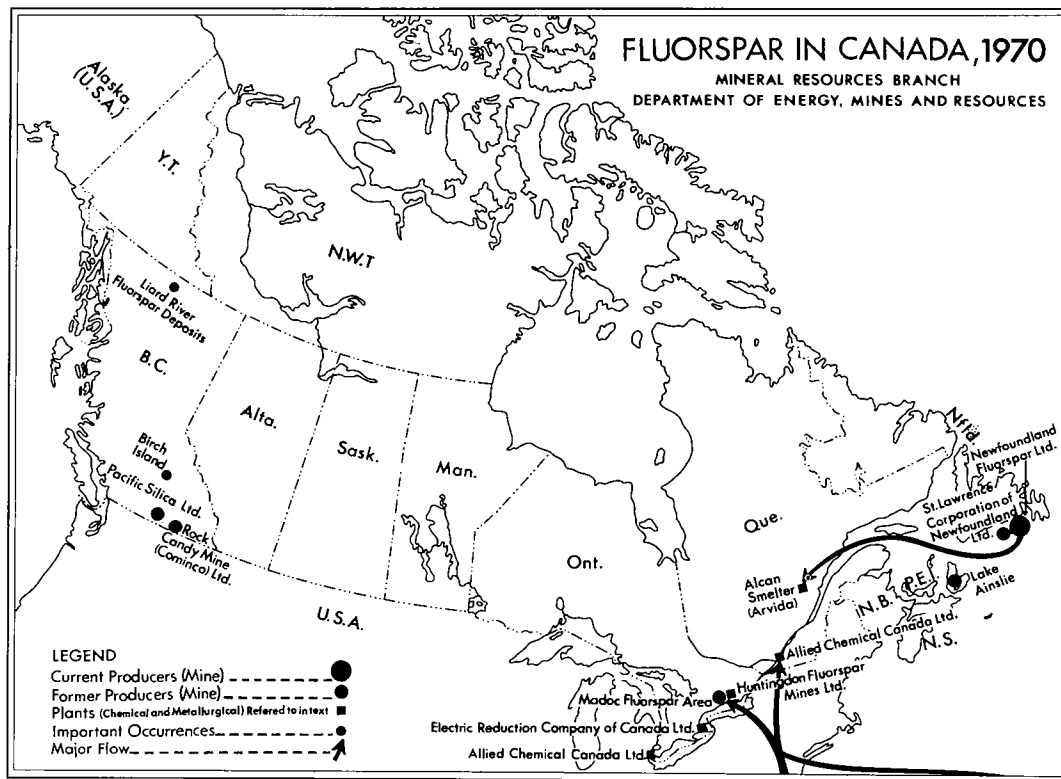 FLUORSPAR IN CANADA, 1970
MINERAL RESOURCES BRANCH
DEPARTMENT OF ENERGY, MINES AND RESOURCES
Alaska
(U.S.A.)
Y.T.
N.W.T
Liard River
Fluorspar Deposits
B.C.
Alta.
Sask.
Man.
Ont.
Que.
Nfld.
Newfoundland
Fluorspar Ltd.
St. Lawrence
Corporation of
Newfoundland
Ltd.
Birch
Island
Pacific Silica Ltd.
Rock
Candy Mine
(Cominco) Ltd.
U.S.A.
Alcan
Smelter
(Arvida)
N.B.
P.E.I.
Lake
Ainslie
N.S.
Allied Chemical Canada Ltd.
Huntingdon Fluorspar
Mines Ltd.
Madoc Fluorspar Area
Electric Reduction Company of Canada Ltd.
Allied Chemical Canada Ltd.
LEGEND
Current Producers (Mine)
Former Producers (Mine)
Plants (Chemical and Metallurgical) Refered to in text
Important Occurrences
Major Flow